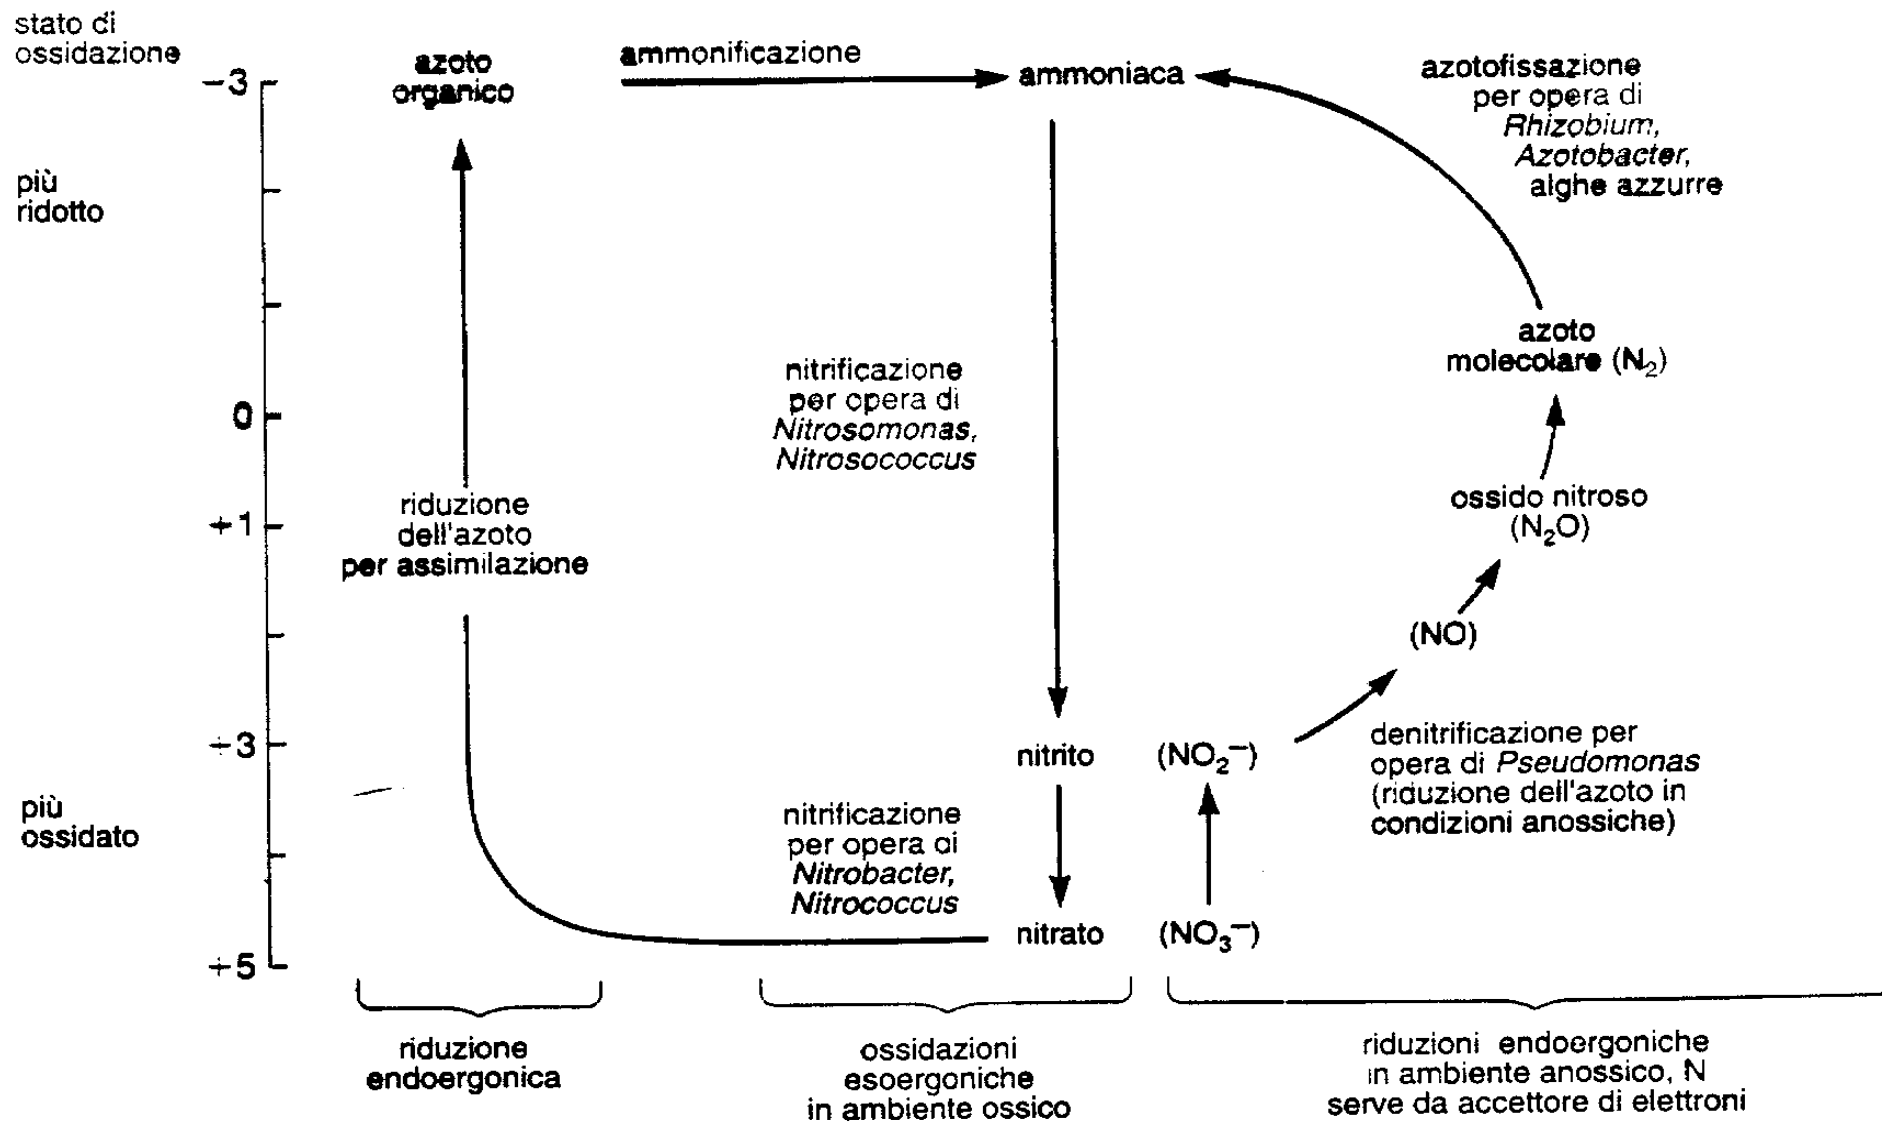 stato di
ossidazione
-3
più
ridotto
0
+1
+3
più
ossidato
+5
azoto
organico
ammonificazione
ammoniaca
azotofissazione
per opera di
Rhizobium,
Azotobacter,
alghe azzurre
azoto
molecolare (N₂)
nitrificazione
per opera di
Nitrosomonas,
Nitrosococcus
ossido nitroso
(N₂O)
riduzione
dell'azoto
per assimilazione
(NO)
nitrito (NO₂⁻)
denitrificazione per
opera di Pseudomonas
(riduzione dell'azoto in
condizioni anossiche)
nitrificazione
per opera di
Nitrobacter,
Nitrococcus
nitrato (NO₃⁻)
riduzione
endoergonica
ossidazioni
esoergoniche
in ambiente ossico
riduzioni endoergoniche
in ambiente anossico, N
serve da accettore di elettroni